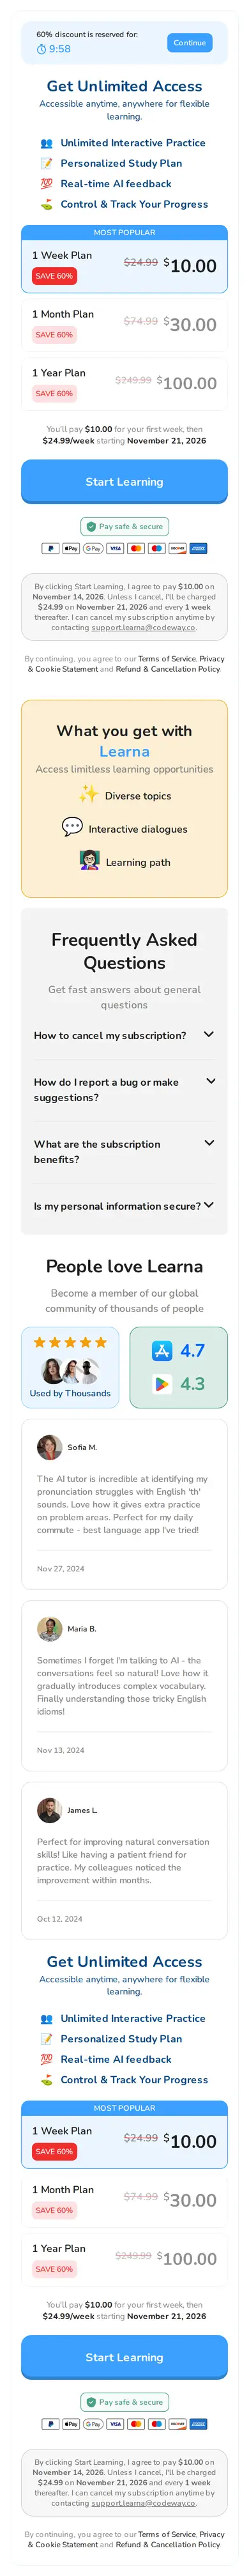 60% discount is reserved for:
9:58
Continue
Get Unlimited Access
Accessible anytime, anywhere for flexible
learning.
Unlimited Interactive Practice
Personalized Study Plan
Real-time AI feedback
Control & Track Your Progress
MOST POPULAR
1 Week Plan
SAVE 60%
$24.99 $10.00
1 Month Plan
SAVE 60%
$74.99 $30.00
1 Year Plan
SAVE 60%
$249.99 $100.00
You'll pay $10.00 for your first week, then
$24.99/week starting November 21, 2026
Start Learning
Pay safe & secure
By clicking Start Learning, I agree to pay $10.00 on
November 14, 2026. Unless I cancel, I'll be charged
$24.99 on November 21, 2026 and every 1 week
thereafter. I can cancel my subscription anytime by
contacting support.learna@codeway.co.
By continuing, you agree to our Terms of Service, Privacy
& Cookie Statement and Refund & Cancellation Policy.
What you get with
Learna
Access limitless learning opportunities
Diverse topics
Interactive dialogues
Learning path
Frequently Asked
Questions
Get fast answers about general
questions
How to cancel my subscription?
How do I report a bug or make
suggestions?
What are the subscription
benefits?
Is my personal information secure?
People love Learna
Become a member of our global
community of thousands of people
Used by Thousands
4.7
4.3
Sofia M.
The AI tutor is incredible at identifying my
pronunciation struggles with English 'th'
sounds. Love how it gives extra practice
on problem areas. Perfect for my daily
commute - best language app I've tried!
Nov 27, 2024
Maria B.
Sometimes I forget I'm talking to AI - the
conversations feel so natural! Love how it
gradually introduces complex vocabulary.
Finally understanding those tricky English
idioms!
Nov 13, 2024
James L.
Perfect for improving natural conversation
skills! Like having a patient friend for
practice. My colleagues noticed the
improvement within months.
Oct 12, 2024
Get Unlimited Access
Accessible anytime, anywhere for flexible
learning.
Unlimited Interactive Practice
Personalized Study Plan
Real-time AI feedback
Control & Track Your Progress
MOST POPULAR
1 Week Plan
SAVE 60%
$24.99 $10.00
1 Month Plan
SAVE 60%
$74.99 $30.00
1 Year Plan
SAVE 60%
$249.99 $100.00
You'll pay $10.00 for your first week, then
$24.99/week starting November 21, 2026
Start Learning
Pay safe & secure
By clicking Start Learning, I agree to pay $10.00 on
November 14, 2026. Unless I cancel, I'll be charged
$24.99 on November 21, 2026 and every 1 week
thereafter. I can cancel my subscription anytime by
contacting support.learna@codeway.co.
By continuing, you agree to our Terms of Service, Privacy
& Cookie Statement and Refund & Cancellation Policy.